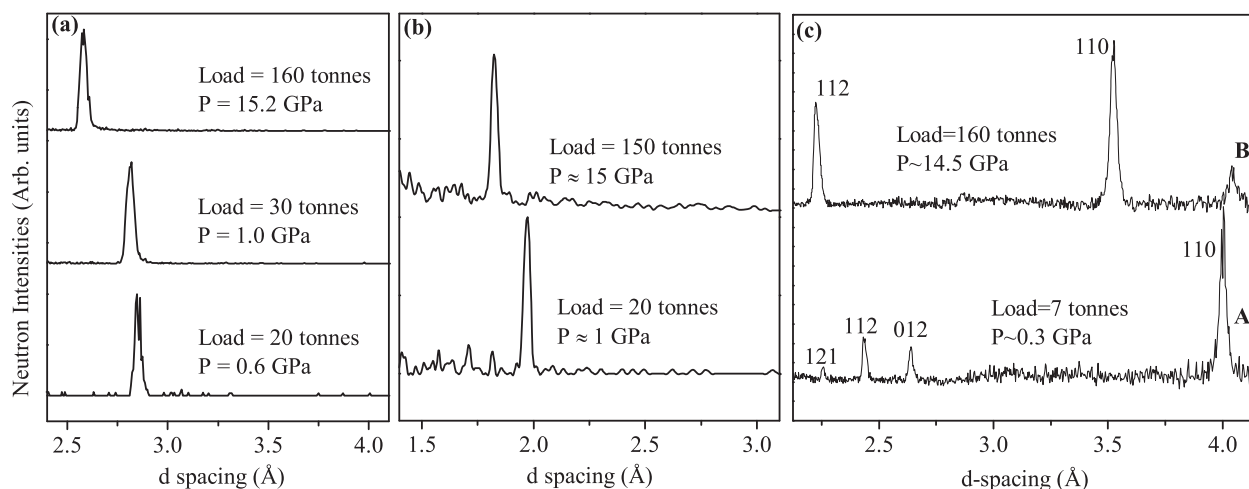 Neutron Intensities (Arb. units)
(a)
Load = 160 tonnes
P = 15.2 GPa
Load = 30 tonnes
P = 1.0 GPa
Load = 20 tonnes
P = 0.6 GPa
2.5 3.0 3.5 4.0
d spacing (Å)
(b)
Load = 150 tonnes
P ≈ 15 GPa
Load = 20 tonnes
P ≈ 1 GPa
1.5 2.0 2.5 3.0
d spacing (Å)
(c)
110
112
Load=160 tonnes
P~14.5 GPa
B
110
Load=7 tonnes
P~0.3 GPa
A
112 012
121
2.5 3.0 3.5 4.0
d-spacing (Å)